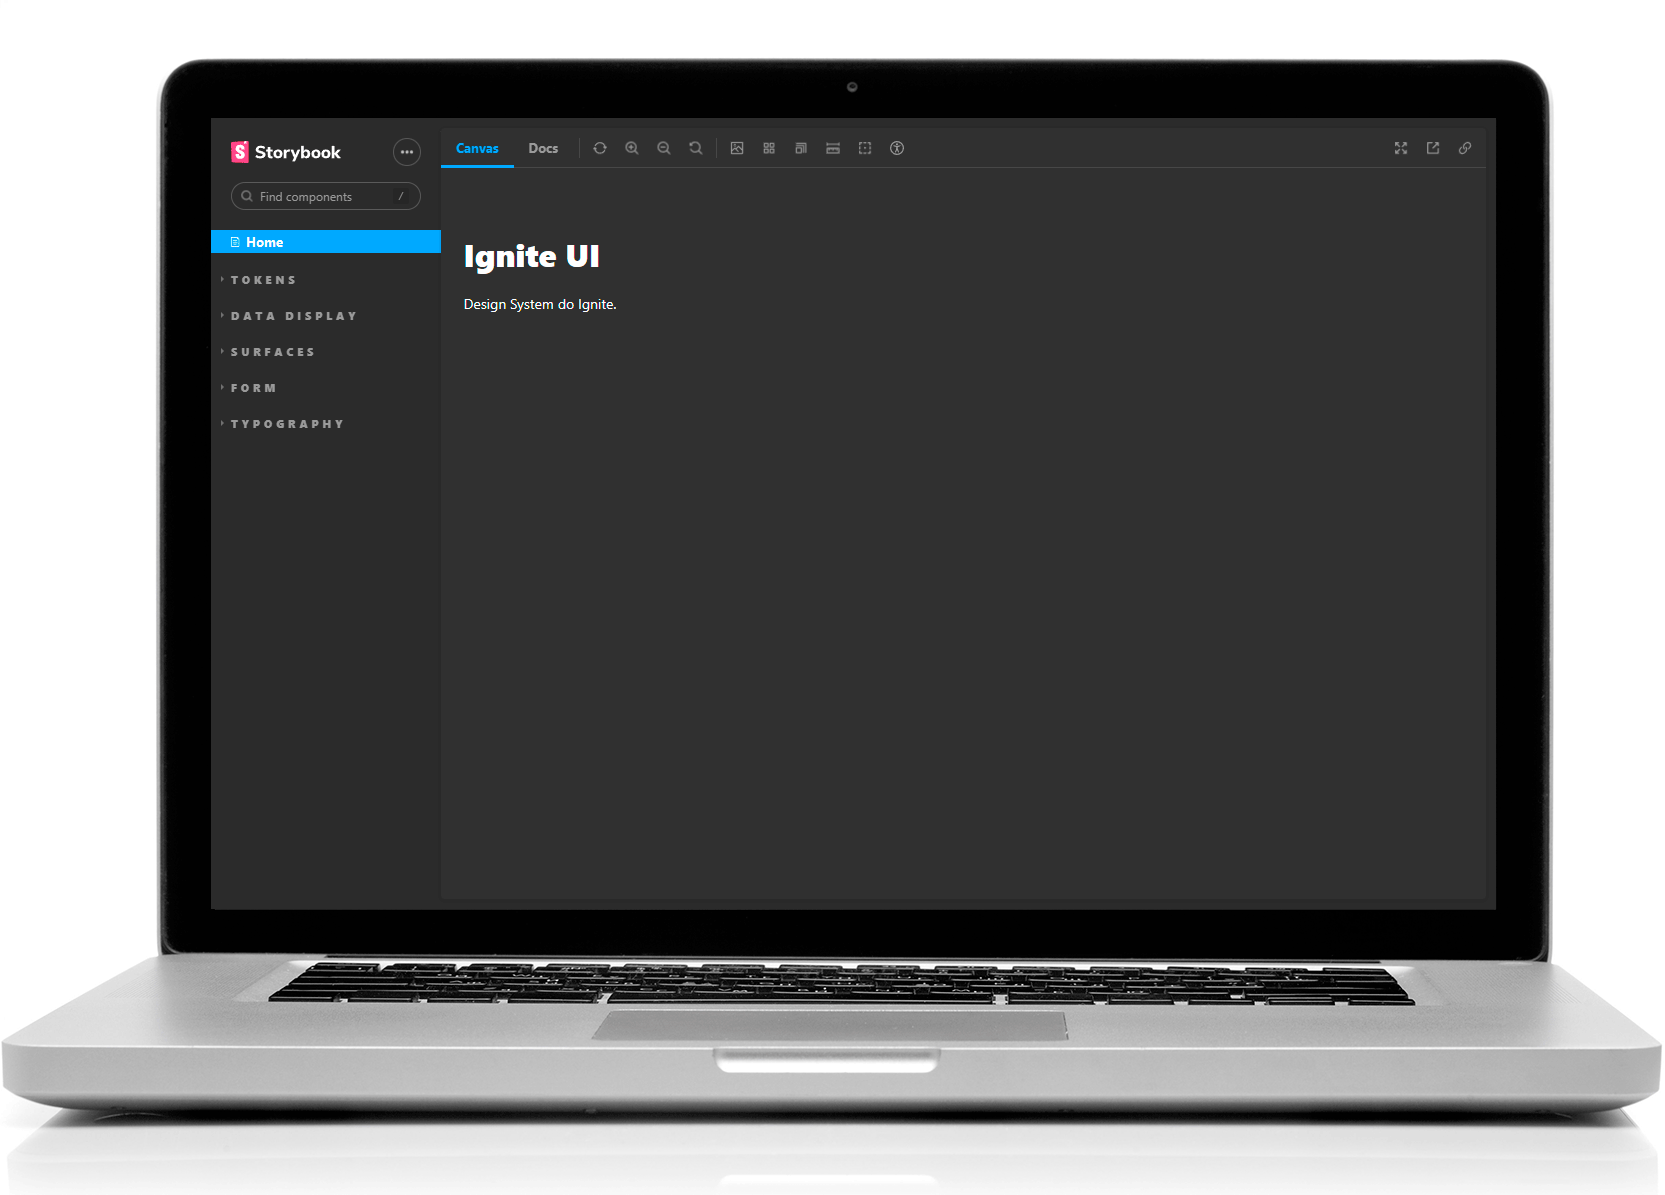 Storybook
Find components /
Home
TOKENS
DATA DISPLAY
SURFACES
FORM
TYPOGRAPHY
Canvas Docs
Ignite UI
Design System do Ignite.